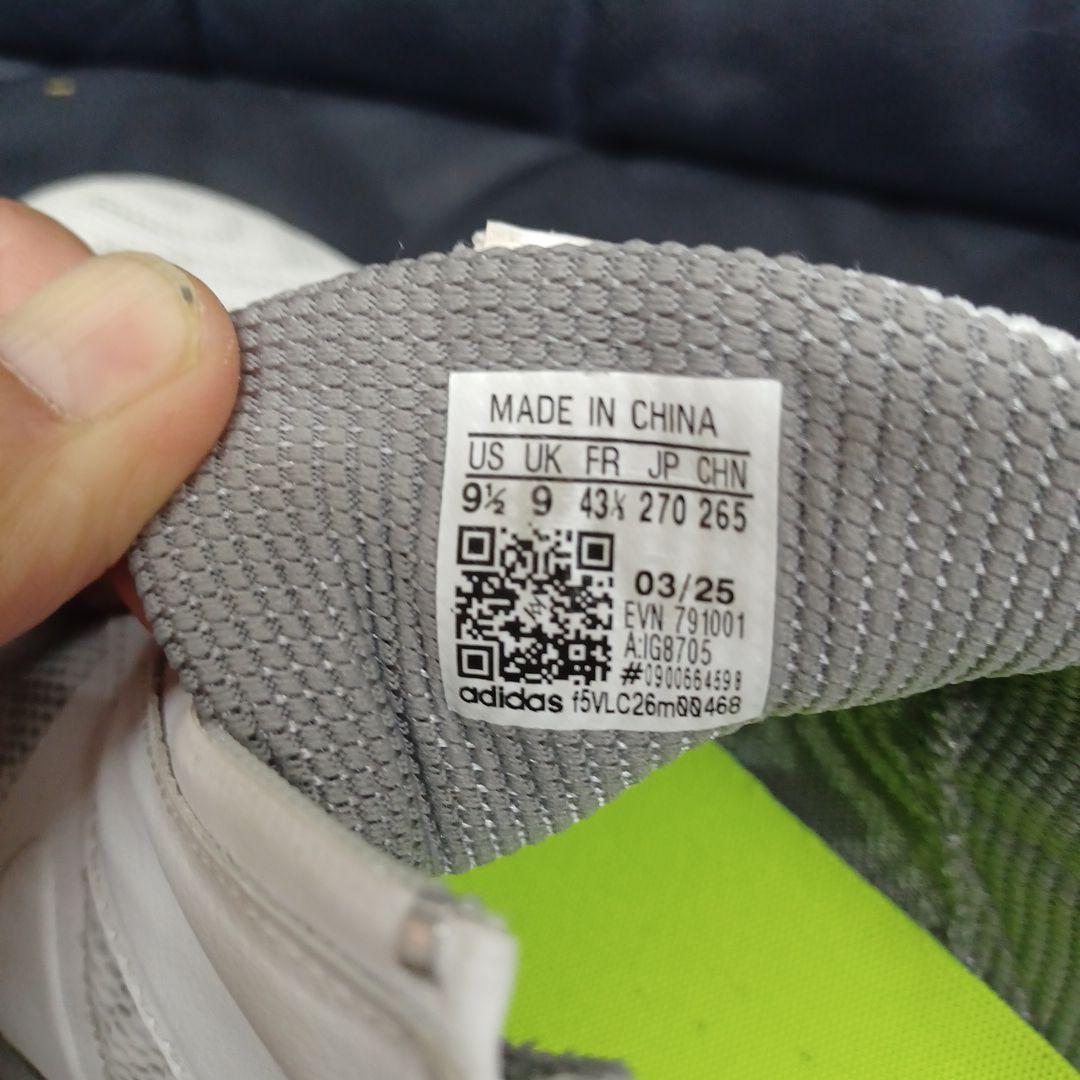 MADE IN CHINA
US UK FR JP CHN
9½ 9 43⅓ 270 265
03/25
EVN 791001
A:IG8705
#0900664598
adidas f5VLC26m00468